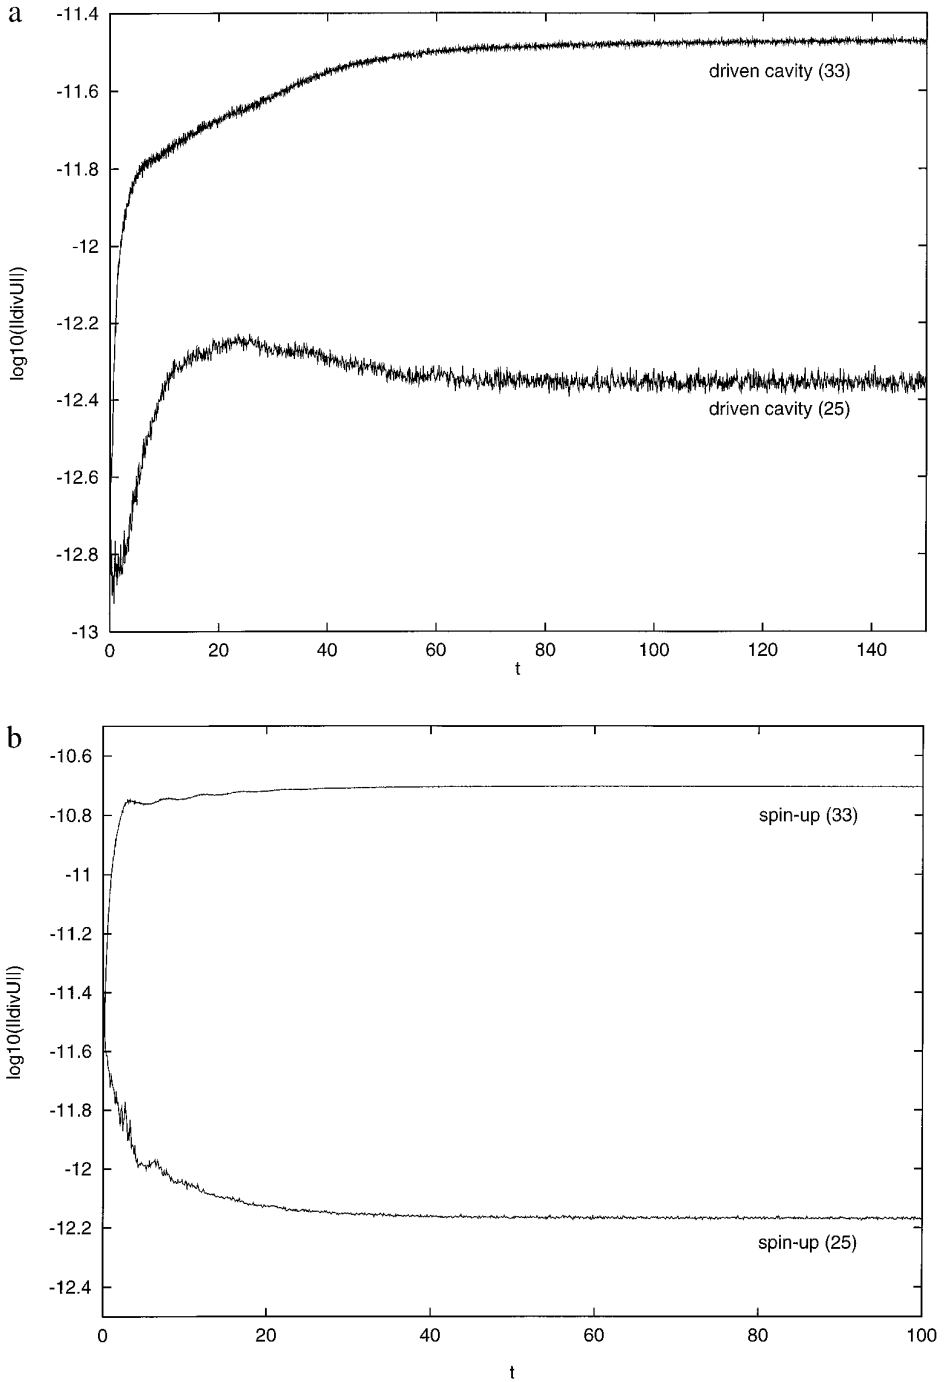 a
-11.4
-11.6
-11.8
-12
-12.2
-12.4
-12.6
-12.8
-13
log10(||divU||)
driven cavity (33)
driven cavity (25)
0 20 40 60 80 100 120 140
t
b
-10.6
-10.8
-11
-11.2
-11.4
-11.6
-11.8
-12
-12.2
-12.4
log10(||divU||)
spin-up (33)
spin-up (25)
0 20 40 60 80 100
t